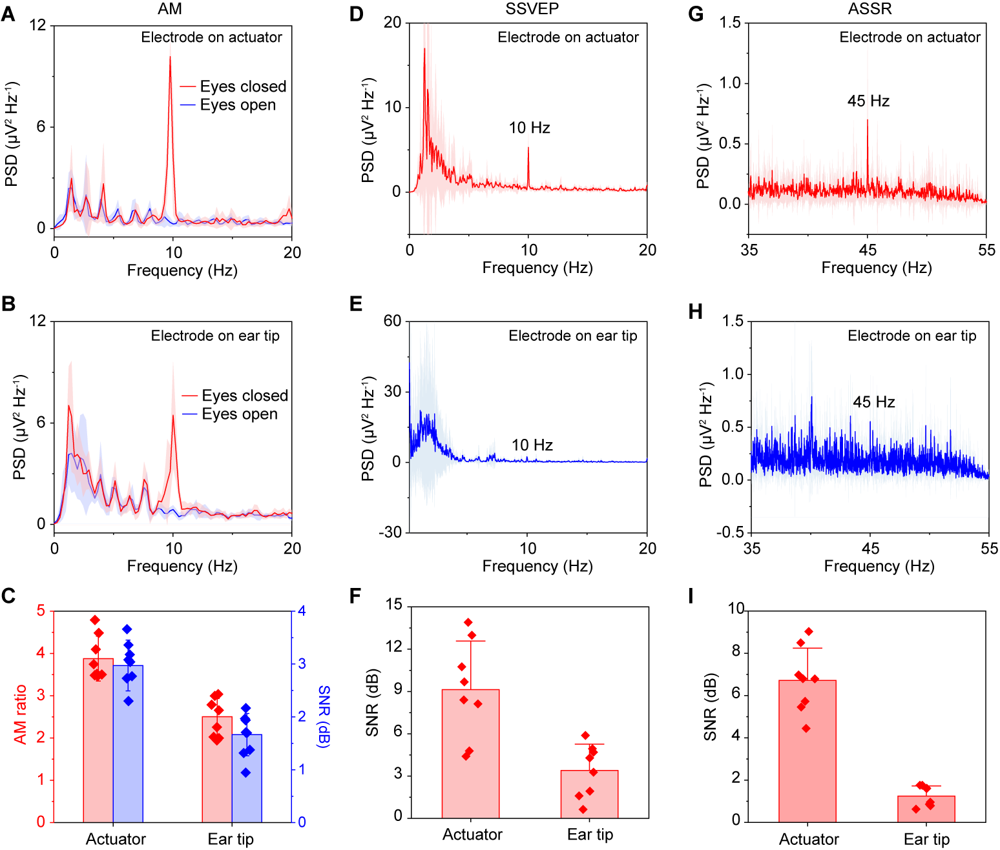 A
AM
12
6
0
PSD (μV² Hz⁻¹)
Electrode on actuator
Eyes closed
Eyes open
0
10
20
Frequency (Hz)
D
SSVEP
20
10
0
PSD (μV² Hz⁻¹)
Electrode on actuator
10 Hz
0
10
20
Frequency (Hz)
G
ASSR
1.5
1.0
0.5
0.0
PSD (μV² Hz⁻¹)
Electrode on actuator
45 Hz
35
45
55
Frequency (Hz)
B
12
6
0
PSD (μV² Hz⁻¹)
Electrode on ear tip
Eyes closed
Eyes open
0
10
20
Frequency (Hz)
E
60
30
0
-30
PSD (μV² Hz⁻¹)
Electrode on ear tip
10 Hz
0
10
20
Frequency (Hz)
H
1.5
1.0
0.5
0.0
-0.5
PSD (μV² Hz⁻¹)
Electrode on ear tip
45 Hz
35
45
55
Frequency (Hz)
C
5
4
3
2
1
0
AM ratio
4
3
2
1
0
SNR (dB)
Actuator
Ear tip
F
15
12
9
6
3
0
SNR (dB)
Actuator
Ear tip
I
10
8
6
4
2
0
SNR (dB)
Actuator
Ear tip